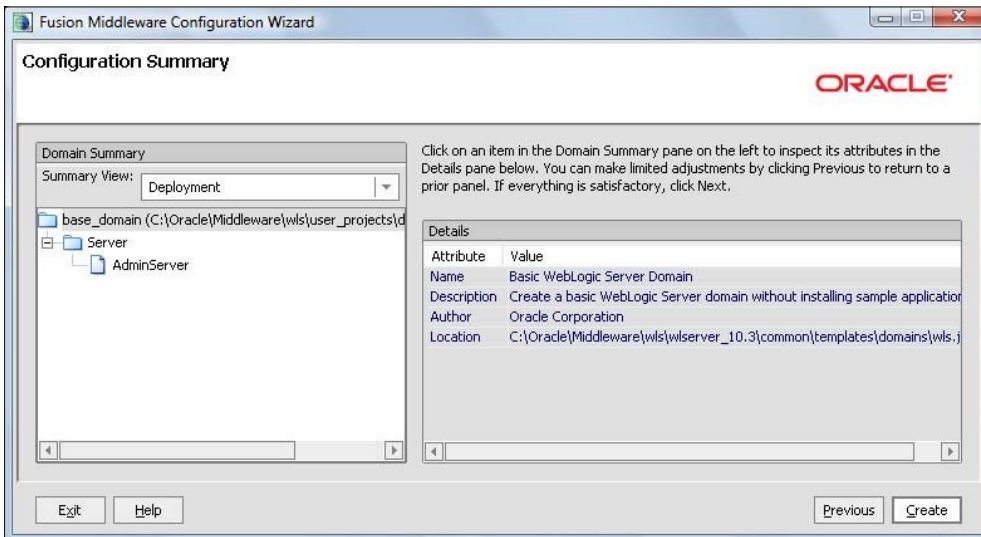 Fusion Middleware Configuration Wizard
Configuration Summary
ORACLE
Domain Summary
Summary View:
Deployment
base_domain (C:\Oracle\Middleware\wls\user_projects\d
Server
AdminServer
Click on an item in the Domain Summary pane on the left to inspect its attributes in the
Details pane below. You can make limited adjustments by clicking Previous to return to a
prior panel. If everything is satisfactory, click Next.
Details
Attribute Value
Name Basic WebLogic Server Domain
Description Create a basic WebLogic Server domain without installing sample application
Author Oracle Corporation
Location C:\Oracle\Middleware\wls\wlserver_10.3\common\templates\domains\wls.j
Exit
Help
Previous
Create